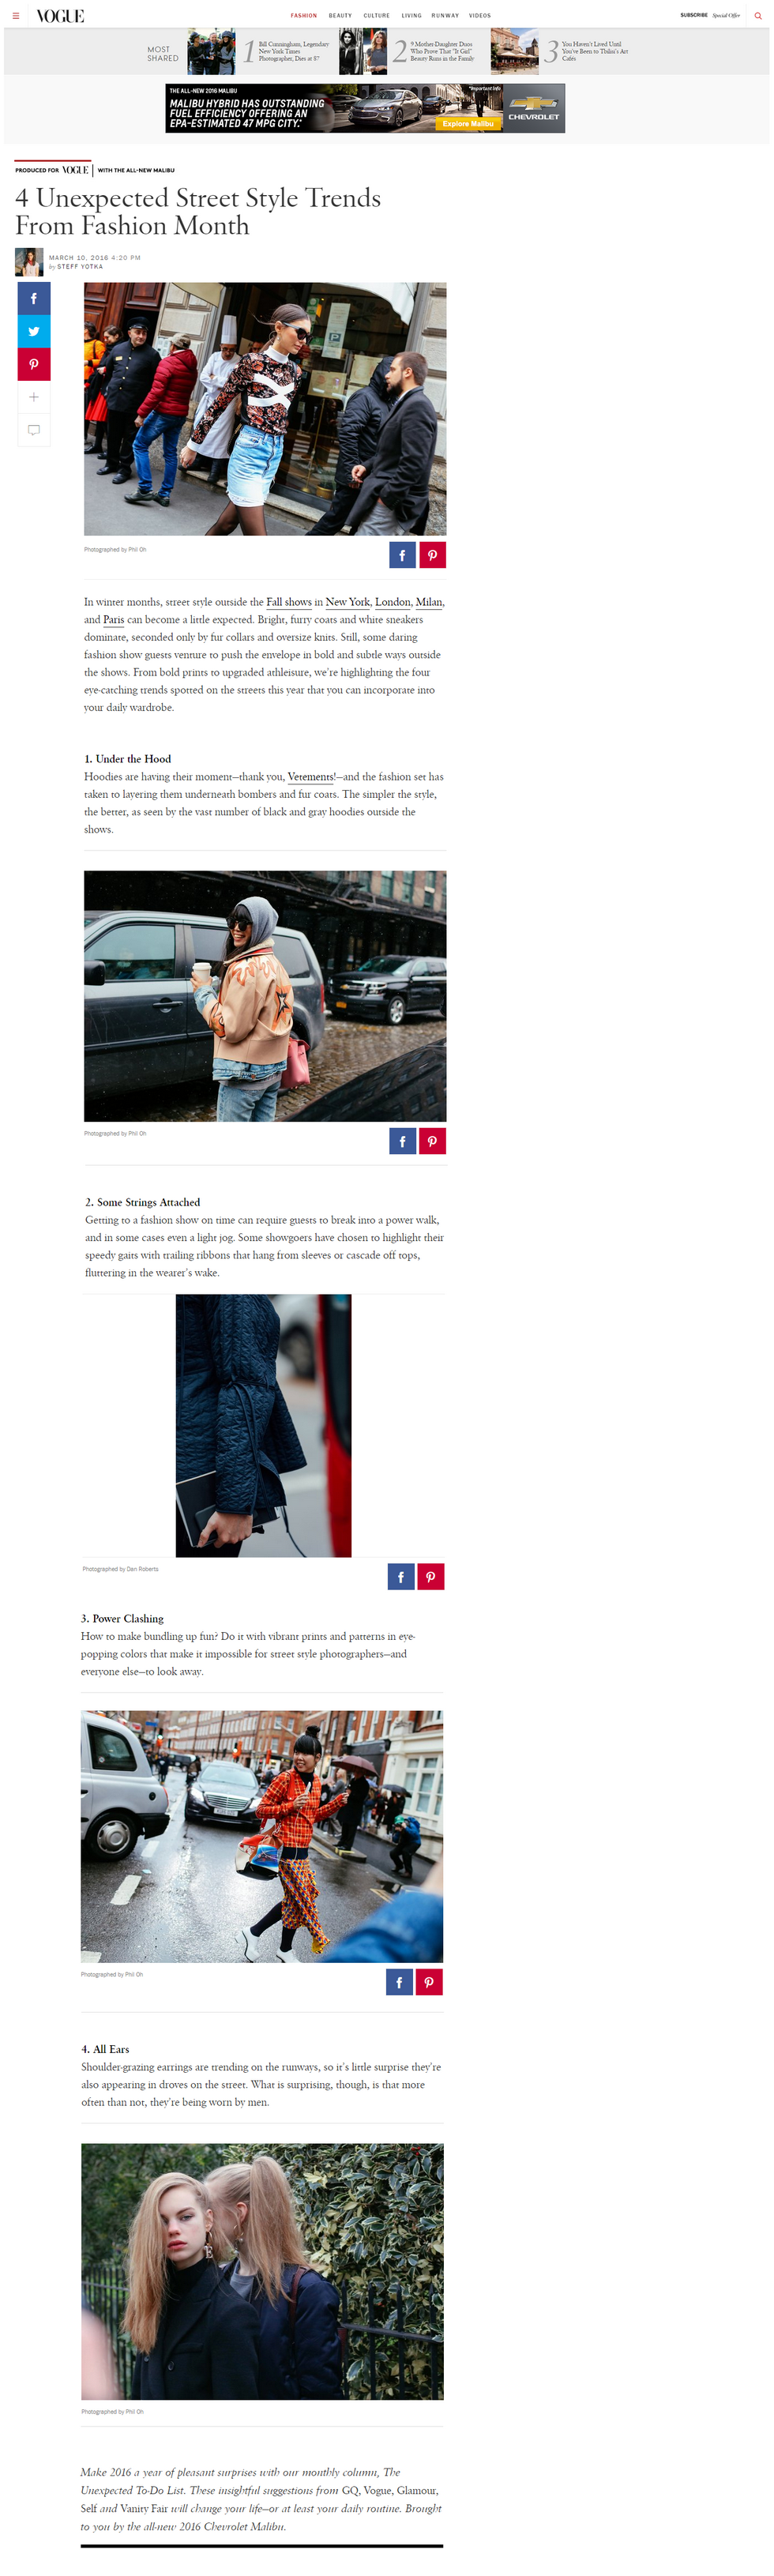 VOGUE
FASHION BEAUTY CULTURE LIVING RUNWAY VIDEOS
SUBSCRIBE Special Offer
MOST
SHARED
1
Bill Cunningham, Legendary
New York Times
Photographer, Dies at 87
2
9 Mother-Daughter Duos
Who Prove That "It Girl"
Beauty Runs in the Family
3
You Haven't Lived Until
You've Been to Tbilisi's Art
Cafés
THE ALL-NEW 2016 MALIBU
MALIBU HYBRID HAS OUTSTANDING
FUEL EFFICIENCY OFFERING AN
EPA-ESTIMATED 47 MPG CITY.*
*Important Info
Explore Malibu
CHEVROLET
PRODUCED FOR VOGUE | WITH THE ALL-NEW MALIBU
4 Unexpected Street Style Trends
From Fashion Month
MARCH 10, 2016 4:20 PM
by STEFF YOTKA
Photographed by Phil Oh
In winter months, street style outside the Fall shows in New York, London, Milan,
and Paris can become a little expected. Bright, furry coats and white sneakers
dominate, seconded only by fur collars and oversize knits. Still, some daring
fashion show guests venture to push the envelope in bold and subtle ways outside
the shows. From bold prints to upgraded athleisure, we're highlighting the four
eye-catching trends spotted on the streets this year that you can incorporate into
your daily wardrobe.
1. Under the Hood
Hoodies are having their moment—thank you, Vetements!—and the fashion set has
taken to layering them underneath bombers and fur coats. The simpler the style,
the better, as seen by the vast number of black and gray hoodies outside the
shows.
Photographed by Phil Oh
2. Some Strings Attached
Getting to a fashion show on time can require guests to break into a power walk,
and in some cases even a light jog. Some showgoers have chosen to highlight their
speedy gaits with trailing ribbons that hang from sleeves or cascade off tops,
fluttering in the wearer's wake.
Photographed by Dan Roberts
3. Power Clashing
How to make bundling up fun? Do it with vibrant prints and patterns in eye-
popping colors that make it impossible for street style photographers—and
everyone else—to look away.
Photographed by Phil Oh
4. All Ears
Shoulder-grazing earrings are trending on the runways, so it's little surprise they're
also appearing in droves on the street. What is surprising, though, is that more
often than not, they're being worn by men.
Photographed by Phil Oh
Make 2016 a year of pleasant surprises with our monthly column, The
Unexpected To-Do List. These insightful suggestions from GQ, Vogue, Glamour,
Self and Vanity Fair will change your life—or at least your daily routine. Brought
to you by the all-new 2016 Chevrolet Malibu.